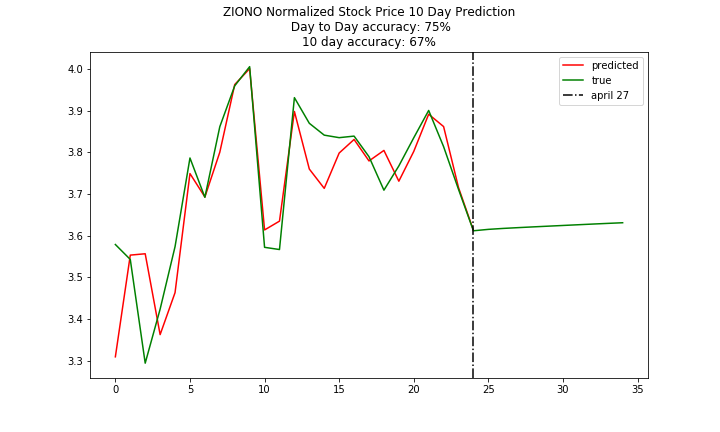 ZIONO Normalized Stock Price 10 Day Prediction
Day to Day accuracy: 75%
10 day accuracy: 67%
predicted
true
april 27
4.0
3.9
3.8
3.7
3.6
3.5
3.4
3.3
0 5 10 15 20 25 30 35